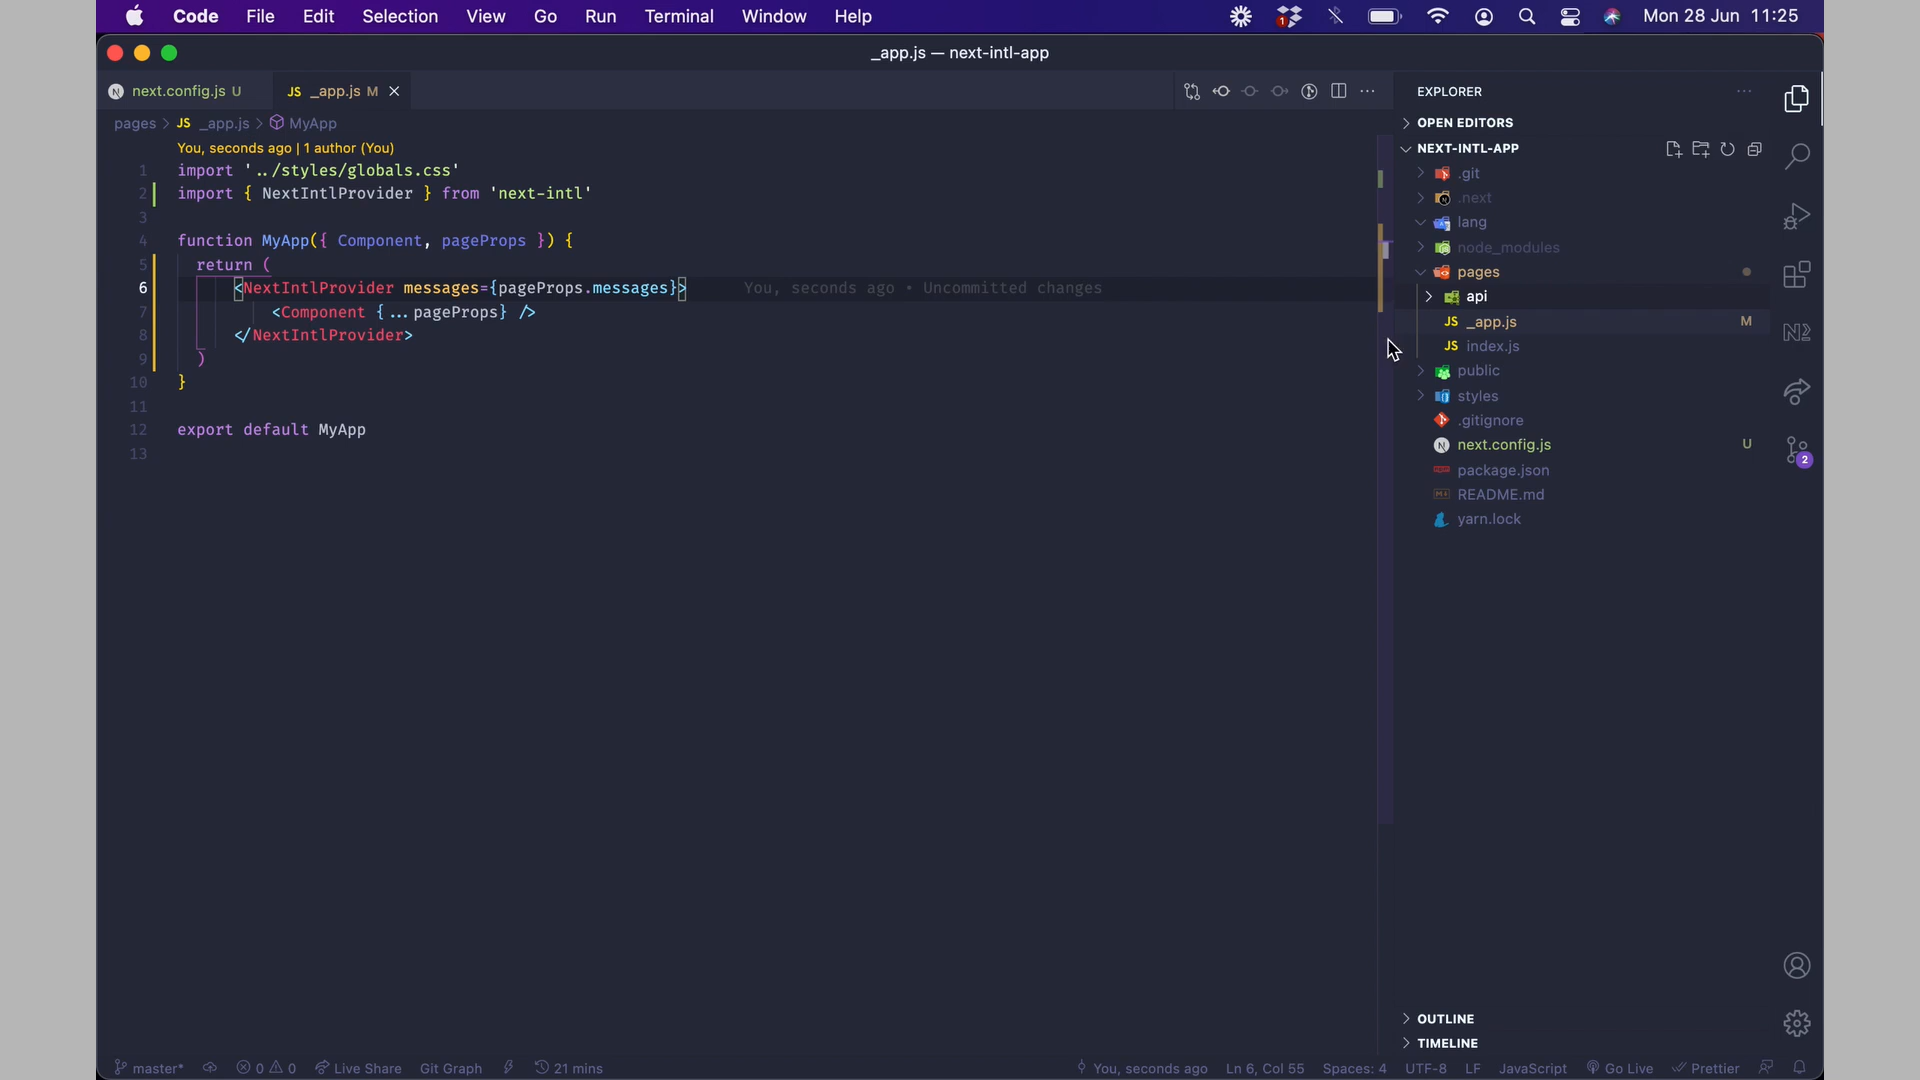 Code File Edit Selection View Go Run Terminal Window Help
1
Mon 28 Jun 11:25
_app.js — next-intl-app
N next.config.js U
JS _app.js M
pages > JS _app.js > MyApp
You, seconds ago | 1 author (You)
1 import '../styles/globals.css'
2 import { NextIntlProvider } from 'next-intl'
3
4 function MyApp({ Component, pageProps }) {
5 return (
6 <NextIntlProvider messages={pageProps.messages}> You, seconds ago • Uncommitted changes
7 <Component {...pageProps} />
8 </NextIntlProvider>
9 )
10 }
11
12 export default MyApp
13
EXPLORER
OPEN EDITORS
NEXT-INTL-APP
.git
.next
lang
node_modules
pages
api
JS _app.js M
JS index.js
public
styles
.gitignore
N next.config.js U
package.json
README.md
yarn.lock
2
OUTLINE
TIMELINE
master* 0 0 Live Share Git Graph 21 mins
You, seconds ago Ln 6, Col 55 Spaces: 4 UTF-8 LF JavaScript Go Live Prettier